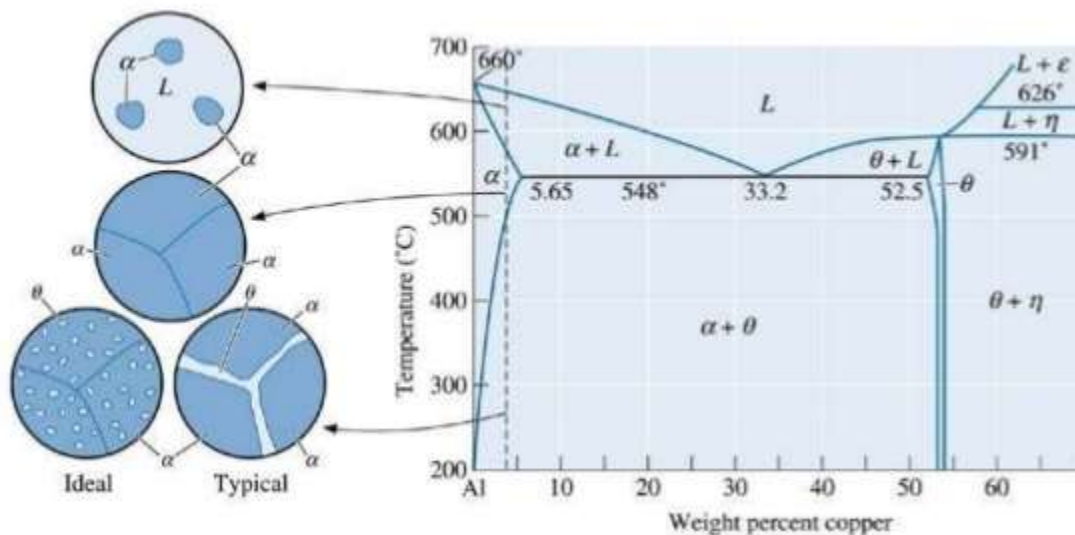 α
L
α
α
α
α
θ
θ
α
α
α
Ideal
Typical
700
600
500
400
300
200
Temperature (°C)
660°
L
L + ε
626°
L + η
591°
α + L
θ + L
α
5.65
548°
33.2
52.5
θ
α + θ
θ + η
Al
10
20
30
40
50
60
Weight percent copper